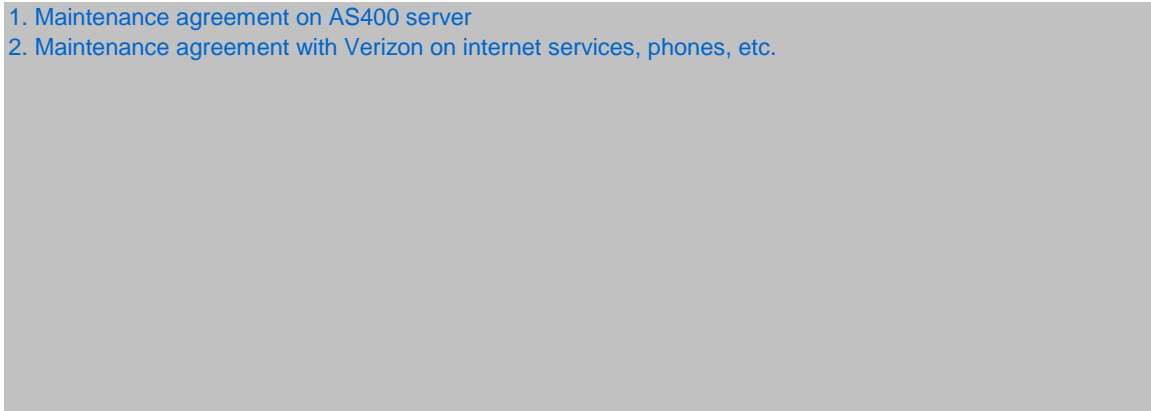 1. Maintenance agreement on AS400 server
2. Maintenance agreement with Verizon on internet services, phones, etc.